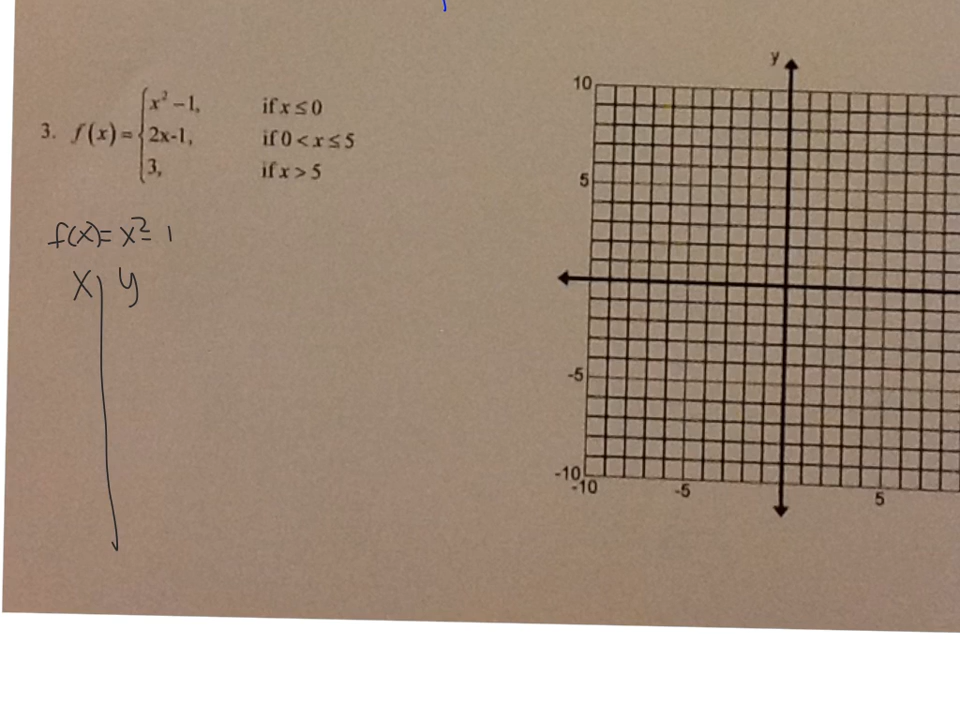 3. f(x) = { x² - 1, if x ≤ 0
2x-1, if 0 < x ≤ 5
3, if x > 5
f(x) = x² - 1
x y
y
10
5
-5
-10
-10 -5 5